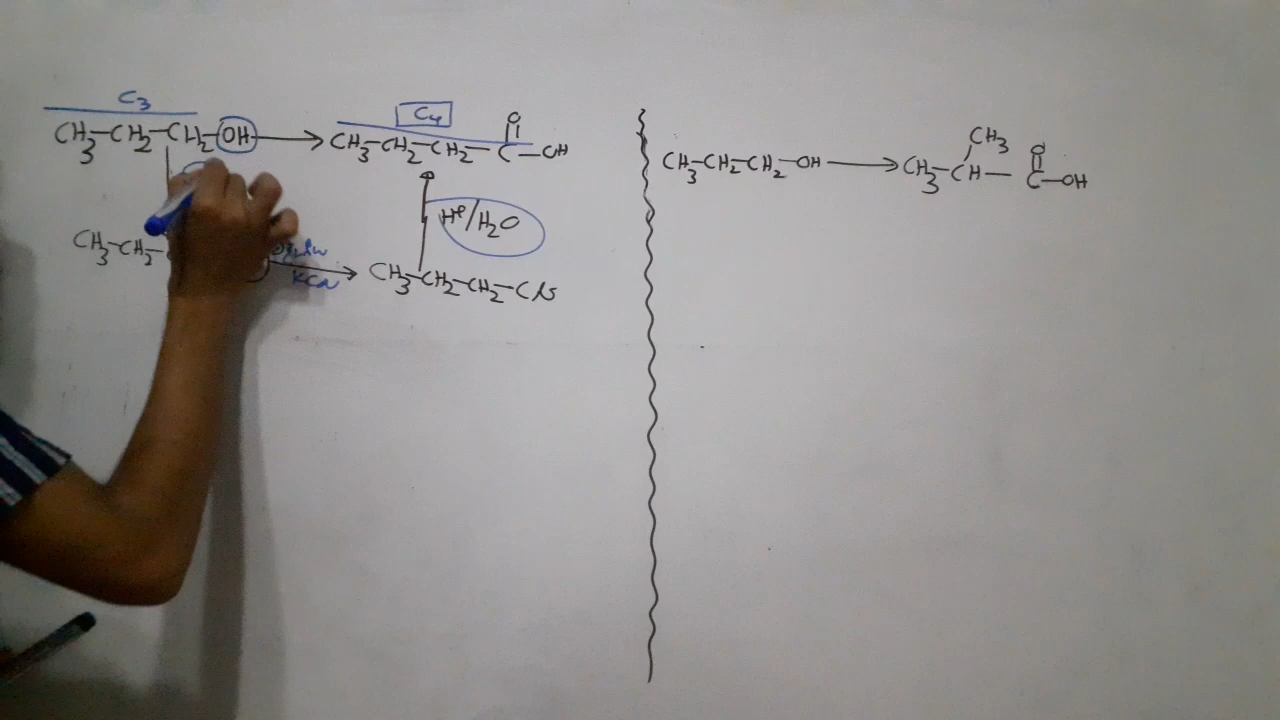 C3
C4
CH3-CH2-CH2-OH → CH3-CH2-CH2-C(=O)-OH
H⊕/H2O
CH3-CH2-
KCN
CH3-CH2-CH2-CN
CH3-CH2-CH2-OH → CH3-CH(CH3)-C(=O)-OH